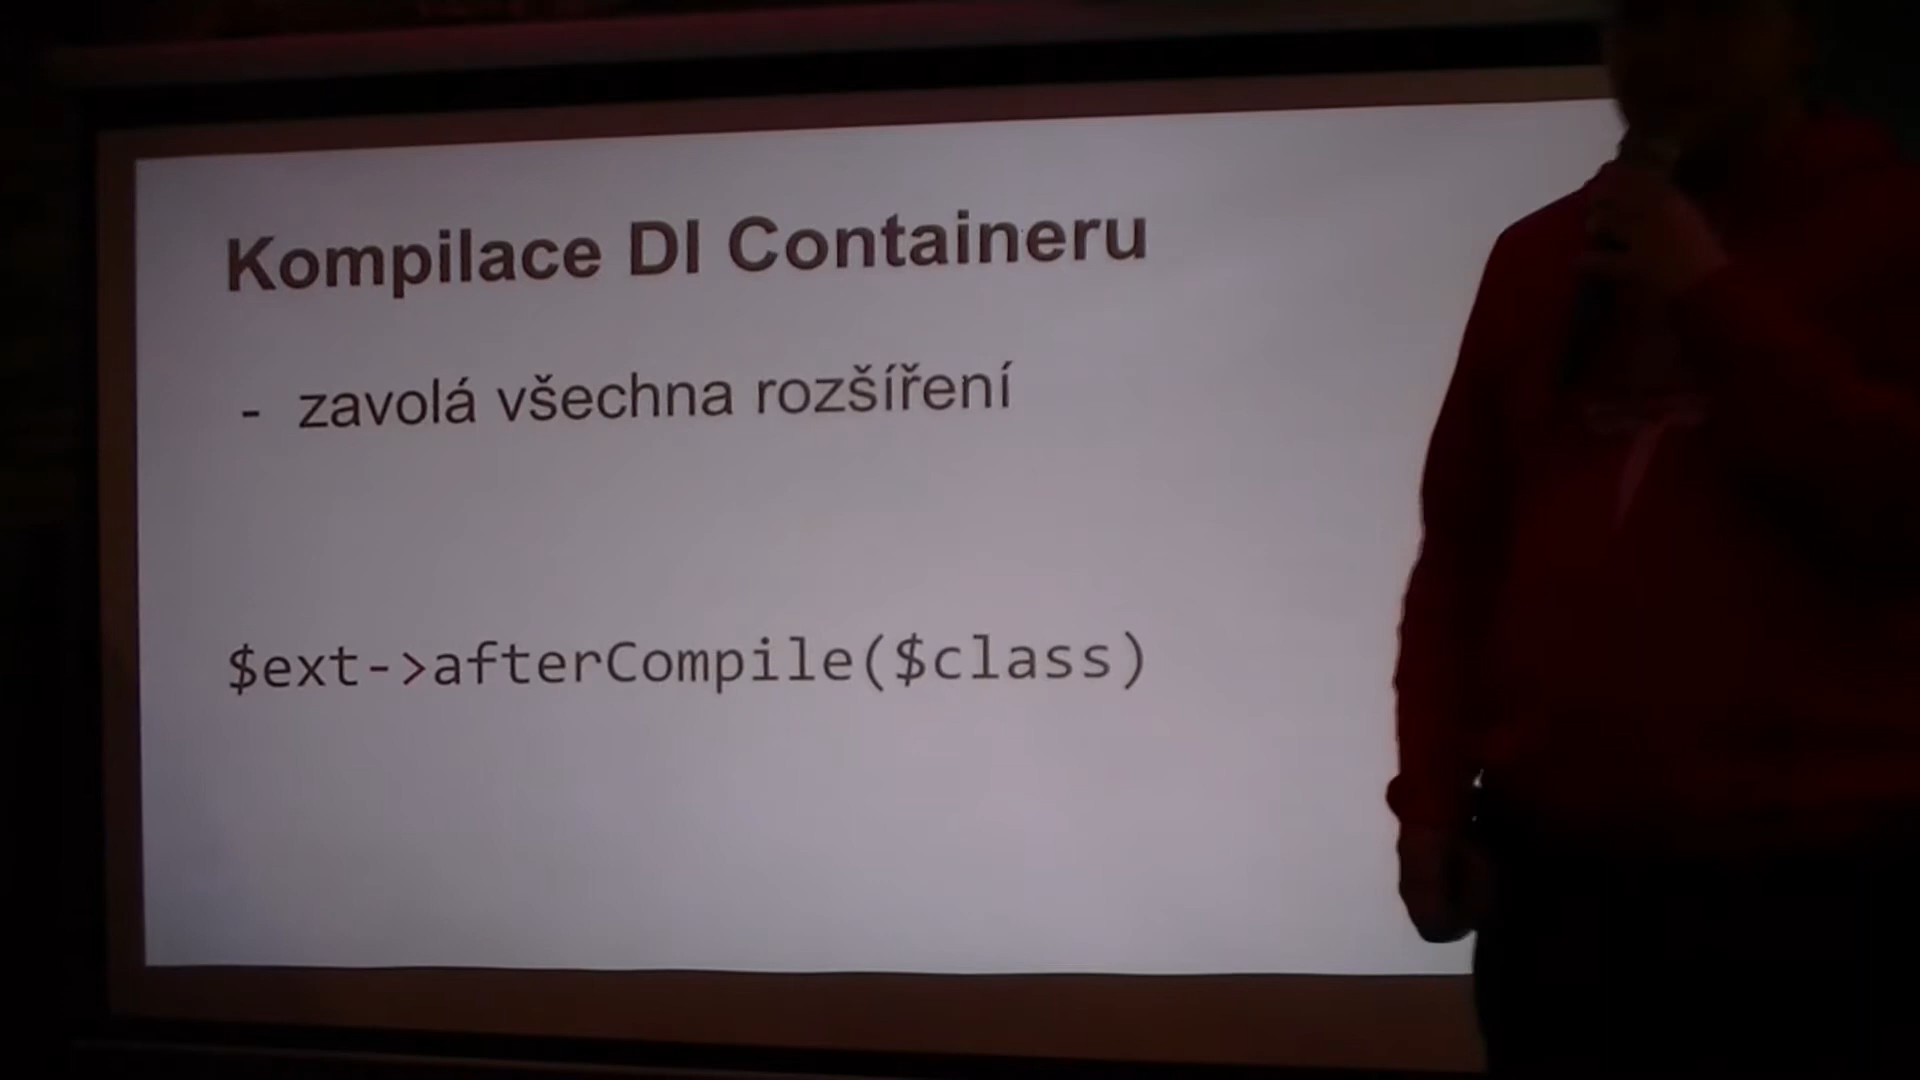 Kompilace DI Containeru
- zavolá všechna rozšíření
$ext->afterCompile($class)